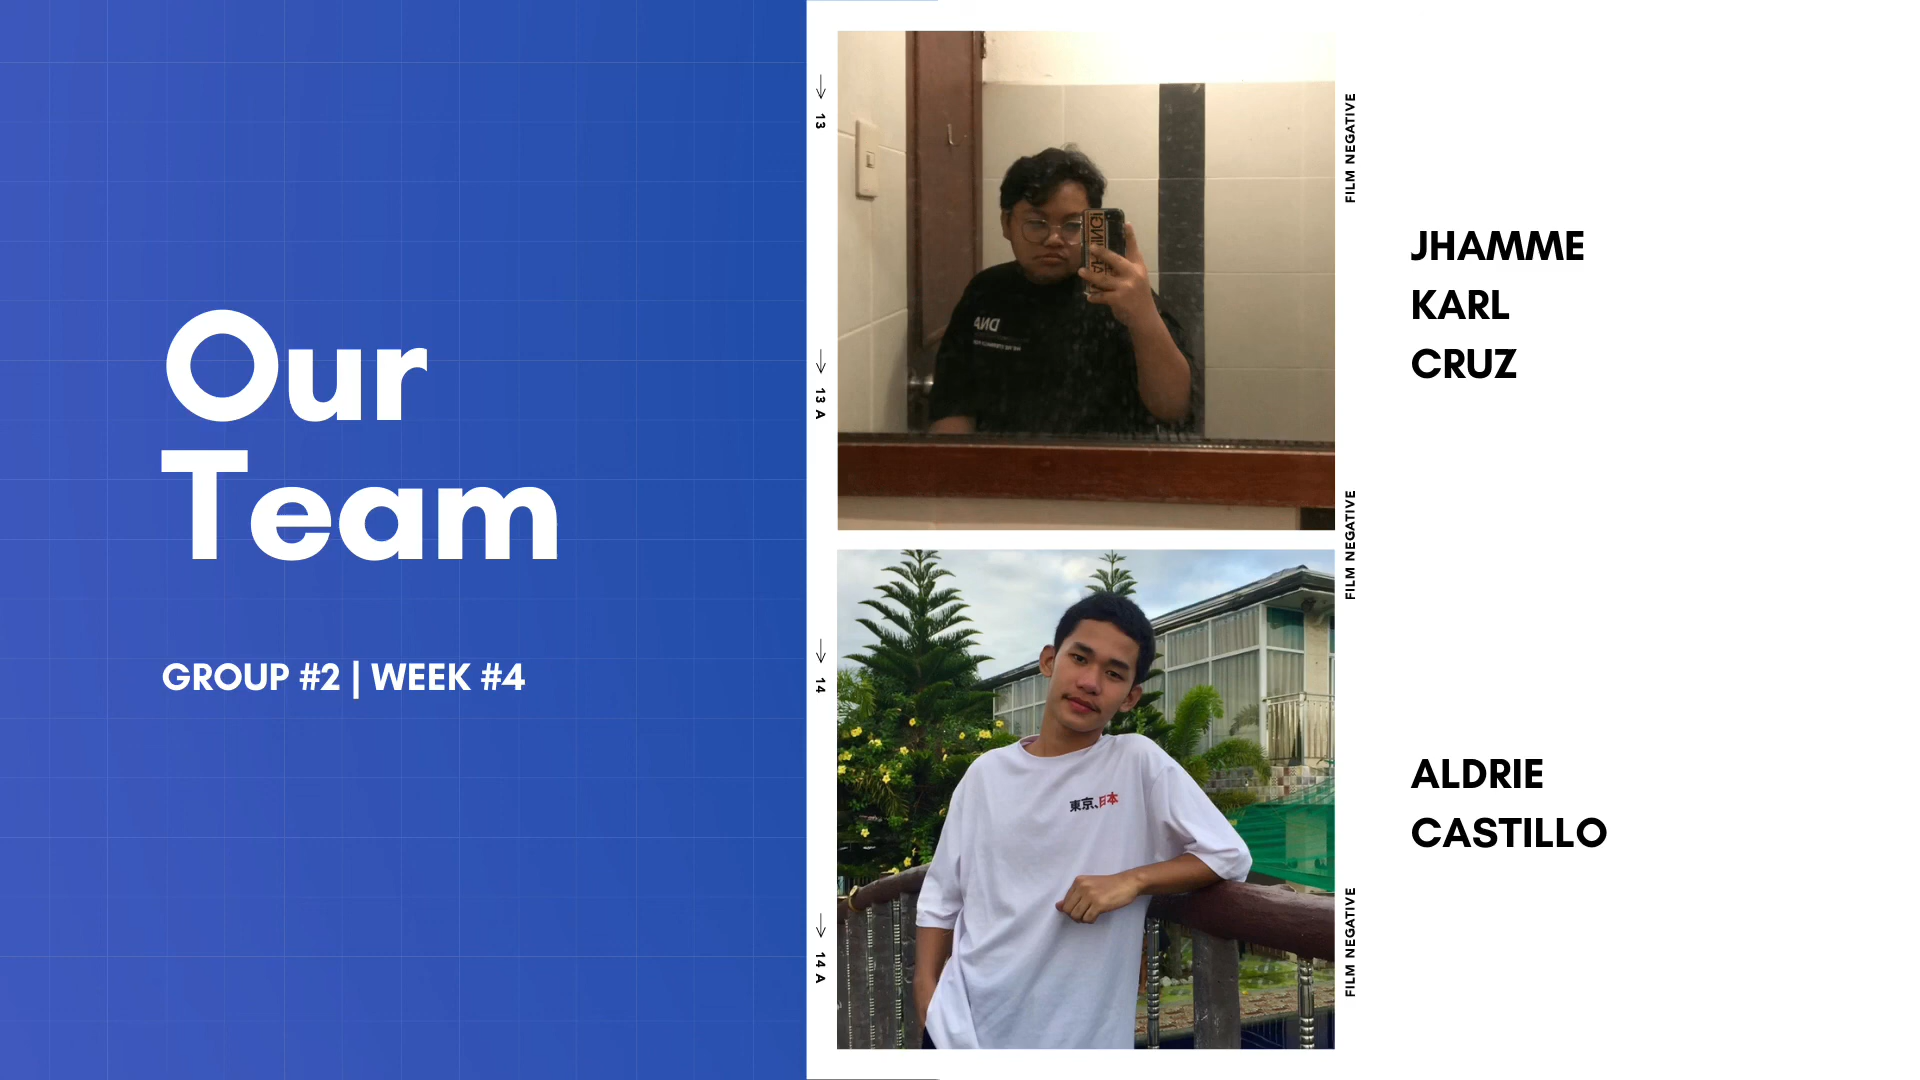 Our
Team
GROUP #2 | WEEK #4
13
13 A
14
14 A
DNA
東京、日本
FILM NEGATIVE
FILM NEGATIVE
FILM NEGATIVE
JHAMME
KARL
CRUZ
ALDRIE
CASTILLO